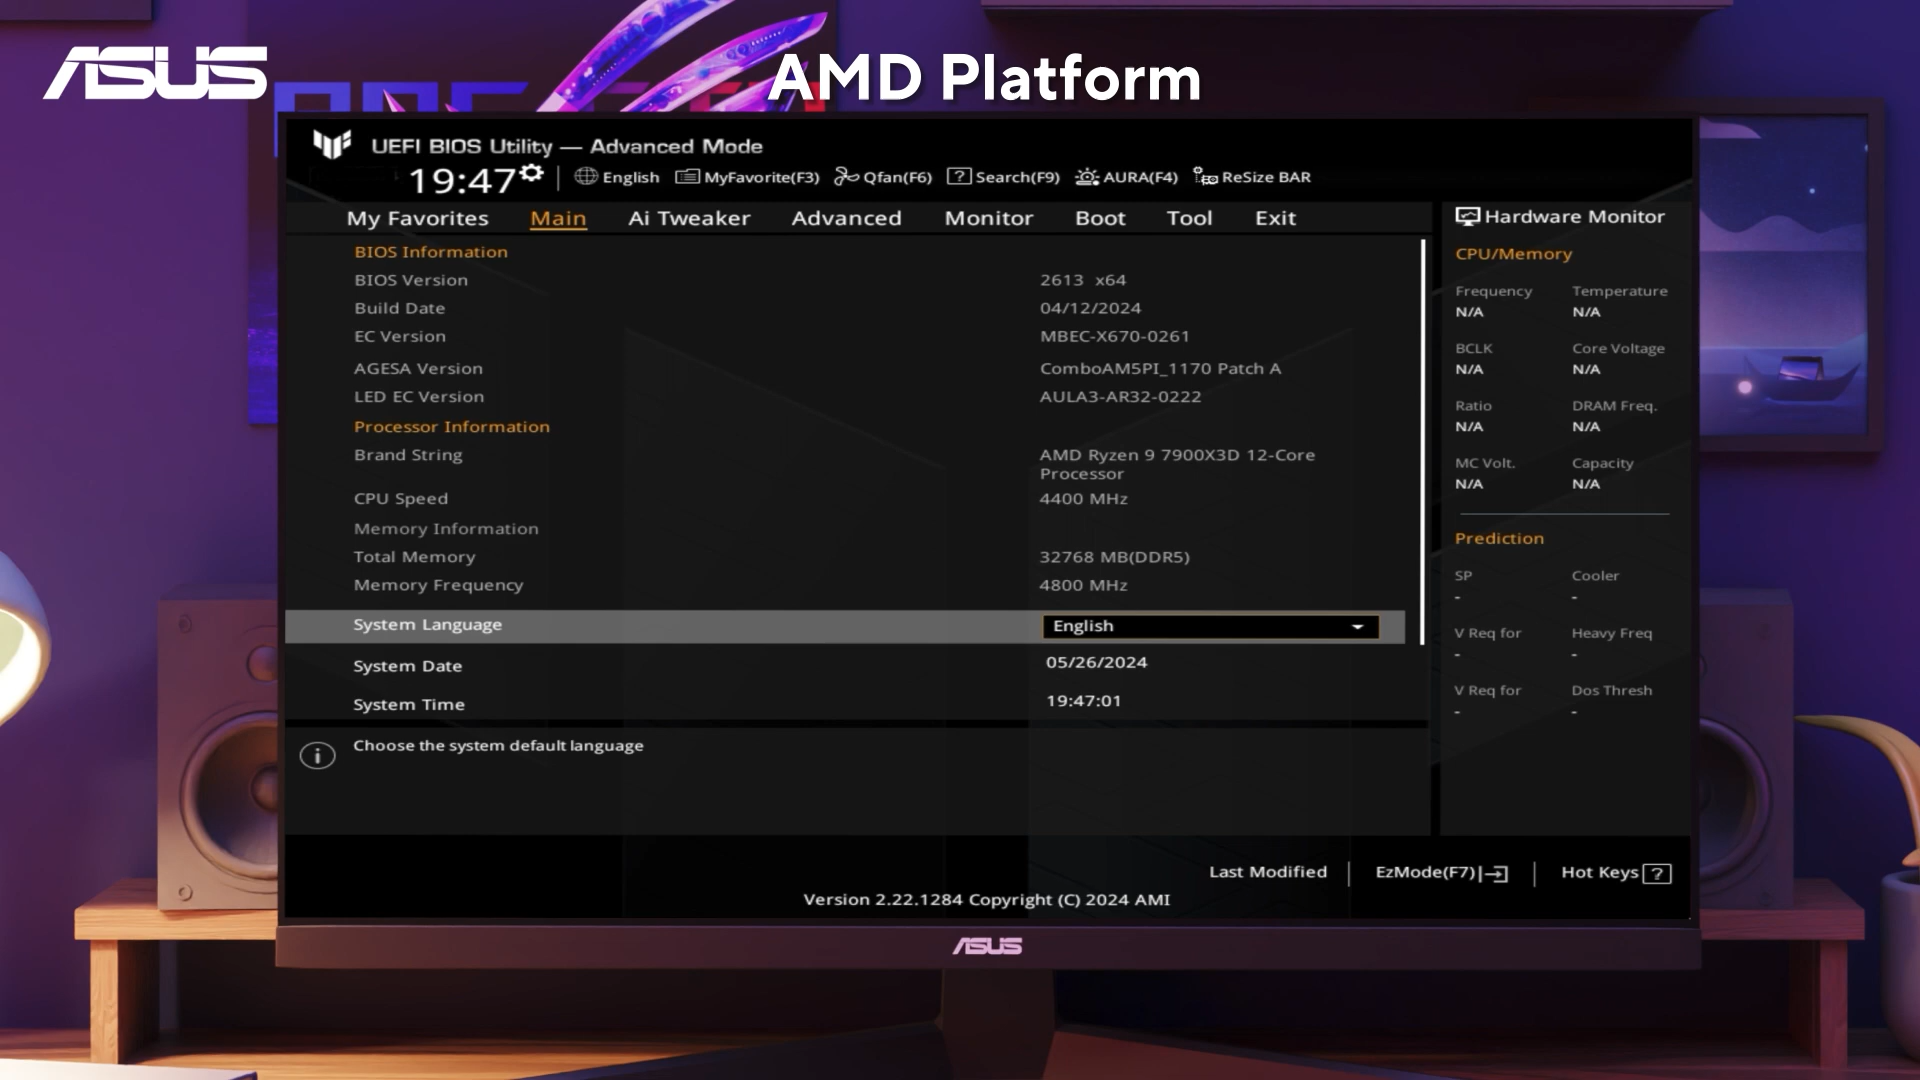 ASUS
AMD Platform
UEFI BIOS Utility — Advanced Mode
19:47 English MyFavorite(F3) Qfan(F6) ? Search(F9) AURA(F4) ReSize BAR
My Favorites Main Ai Tweaker Advanced Monitor Boot Tool Exit
BIOS Information
BIOS Version 2613 x64
Build Date 04/12/2024
EC Version MBEC-X670-0261
AGESA Version ComboAM5PI_1170 Patch A
LED EC Version AULA3-AR32-0222
Processor Information
Brand String AMD Ryzen 9 7900X3D 12-Core
Processor
CPU Speed 4400 MHz
Memory Information
Total Memory 32768 MB(DDR5)
Memory Frequency 4800 MHz
System Language English
System Date 05/26/2024
System Time 19:47:01
i Choose the system default language
Hardware Monitor
CPU/Memory
Frequency Temperature
N/A N/A
BCLK Core Voltage
N/A N/A
Ratio DRAM Freq.
N/A N/A
MC Volt. Capacity
N/A N/A
Prediction
SP Cooler
- -
V Req for Heavy Freq
- -
V Req for Dos Thresh
- -
Last Modified EzMode(F7) Hot Keys ?
Version 2.22.1284 Copyright (C) 2024 AMI
ASUS